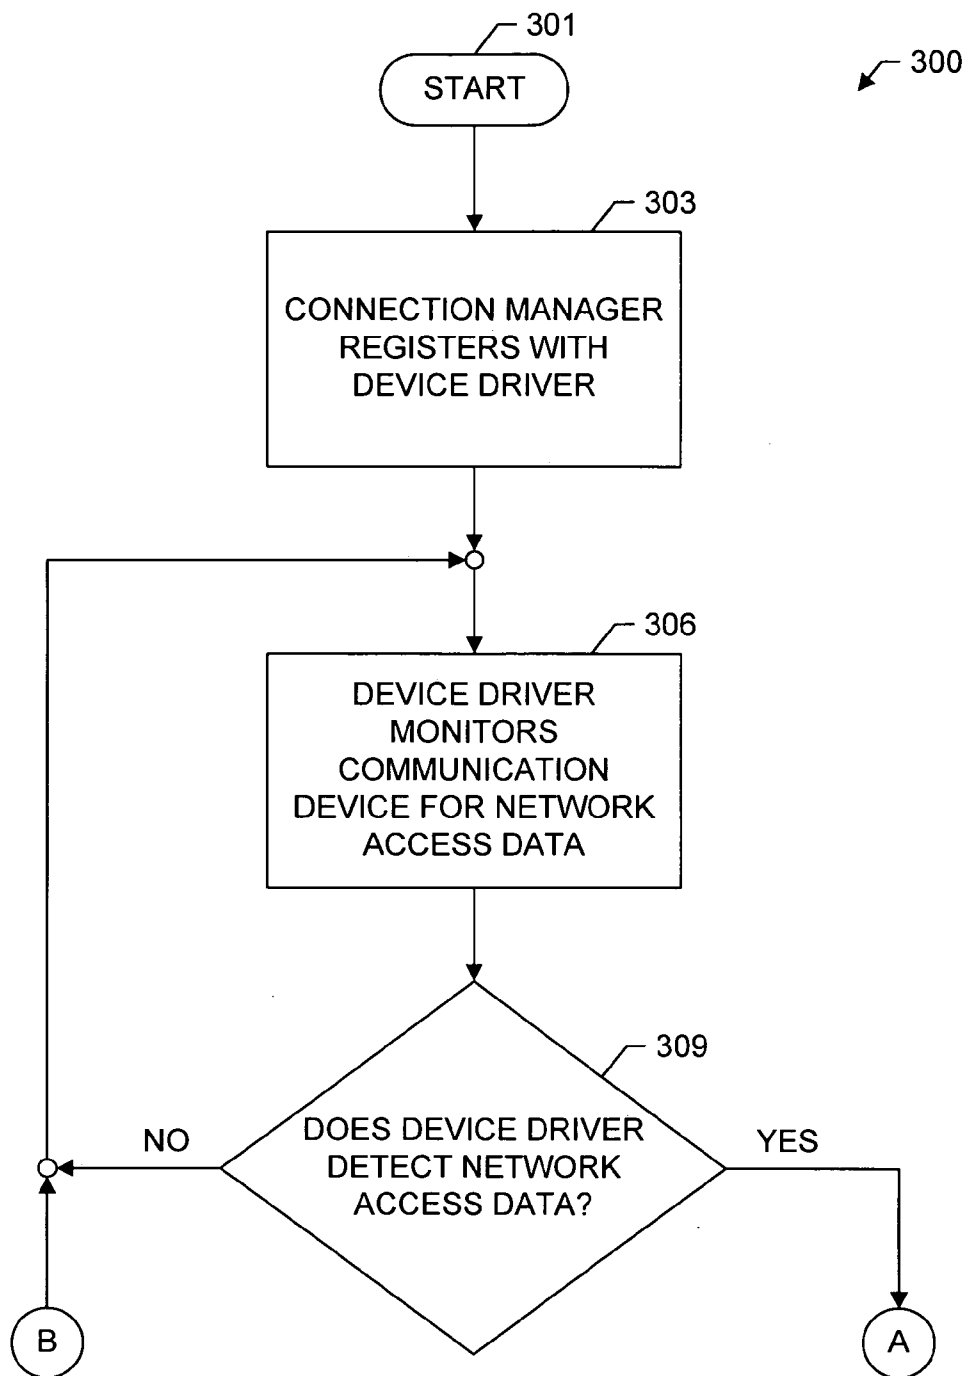 301
300
START
303
CONNECTION MANAGER
REGISTERS WITH
DEVICE DRIVER
306
DEVICE DRIVER
MONITORS
COMMUNICATION
DEVICE FOR NETWORK
ACCESS DATA
309
NO
DOES DEVICE DRIVER
DETECT NETWORK
ACCESS DATA?
YES
B
A